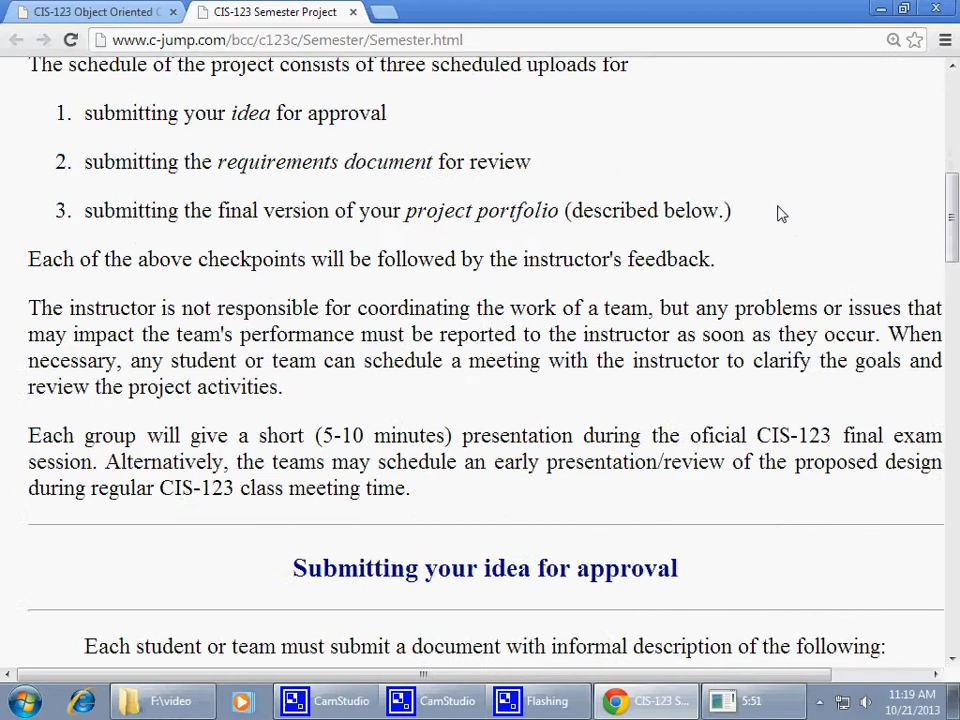 CIS-123 Object Oriented C
CIS-123 Semester Project
www.c-jump.com/bcc/c123c/Semester/Semester.html
The schedule of the project consists of three scheduled uploads for
1. submitting your idea for approval
2. submitting the requirements document for review
3. submitting the final version of your project portfolio (described below.)
Each of the above checkpoints will be followed by the instructor's feedback.
The instructor is not responsible for coordinating the work of a team, but any problems or issues that
may impact the team's performance must be reported to the instructor as soon as they occur. When
necessary, any student or team can schedule a meeting with the instructor to clarify the goals and
review the project activities.
Each group will give a short (5-10 minutes) presentation during the oficial CIS-123 final exam
session. Alternatively, the teams may schedule an early presentation/review of the proposed design
during regular CIS-123 class meeting time.
Submitting your idea for approval
Each student or team must submit a document with informal description of the following:
F:\video
CamStudio
CamStudio
Flashing
CIS-123 S...
5:51
11:19 AM
10/21/2013